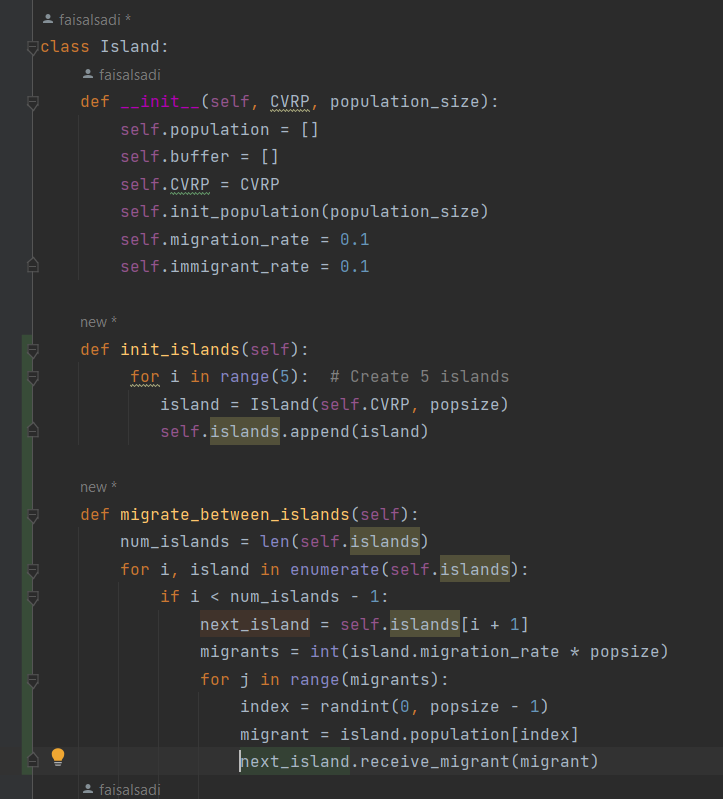 faisalsadi *
class Island:
faisalsadi
def __init__(self, CVRP, population_size):
self.population = []
self.buffer = []
self.CVRP = CVRP
self.init_population(population_size)
self.migration_rate = 0.1
self.immigrant_rate = 0.1
new *
def init_islands(self):
for i in range(5):  # Create 5 islands
island = Island(self.CVRP, popsize)
self.islands.append(island)
new *
def migrate_between_islands(self):
num_islands = len(self.islands)
for i, island in enumerate(self.islands):
if i < num_islands - 1:
next_island = self.islands[i + 1]
migrants = int(island.migration_rate * popsize)
for j in range(migrants):
index = randint(0, popsize - 1)
migrant = island.population[index]
next_island.receive_migrant(migrant)
faisalsadi